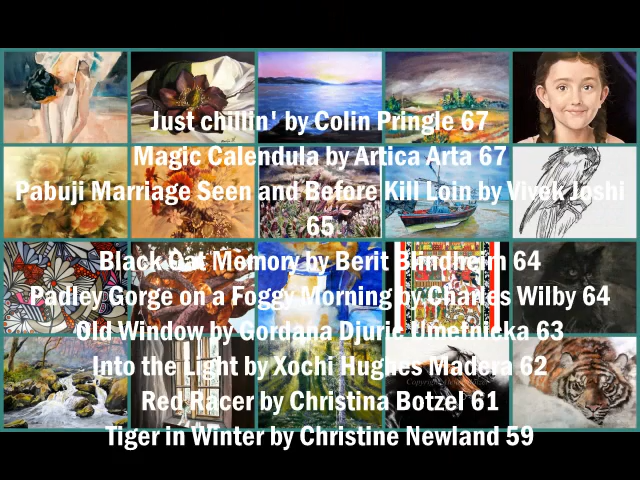 Just chillin' by Colin Pringle 67
Magic Calendula by Artica Arta 67
Pabuji Marriage Seen and Before Kill Loin by Vivek Joshi
65
Black Cat Memory by Berit Blindheim 64
Padley Gorge on a Foggy Morning by Charles Wilby 64
Old Window by Gordana Djuric Umetnicka 63
Into the Light by Xochi Hughes Madera 62
Red Racer by Christina Botzel 61
Tiger in Winter by Christine Newland 59